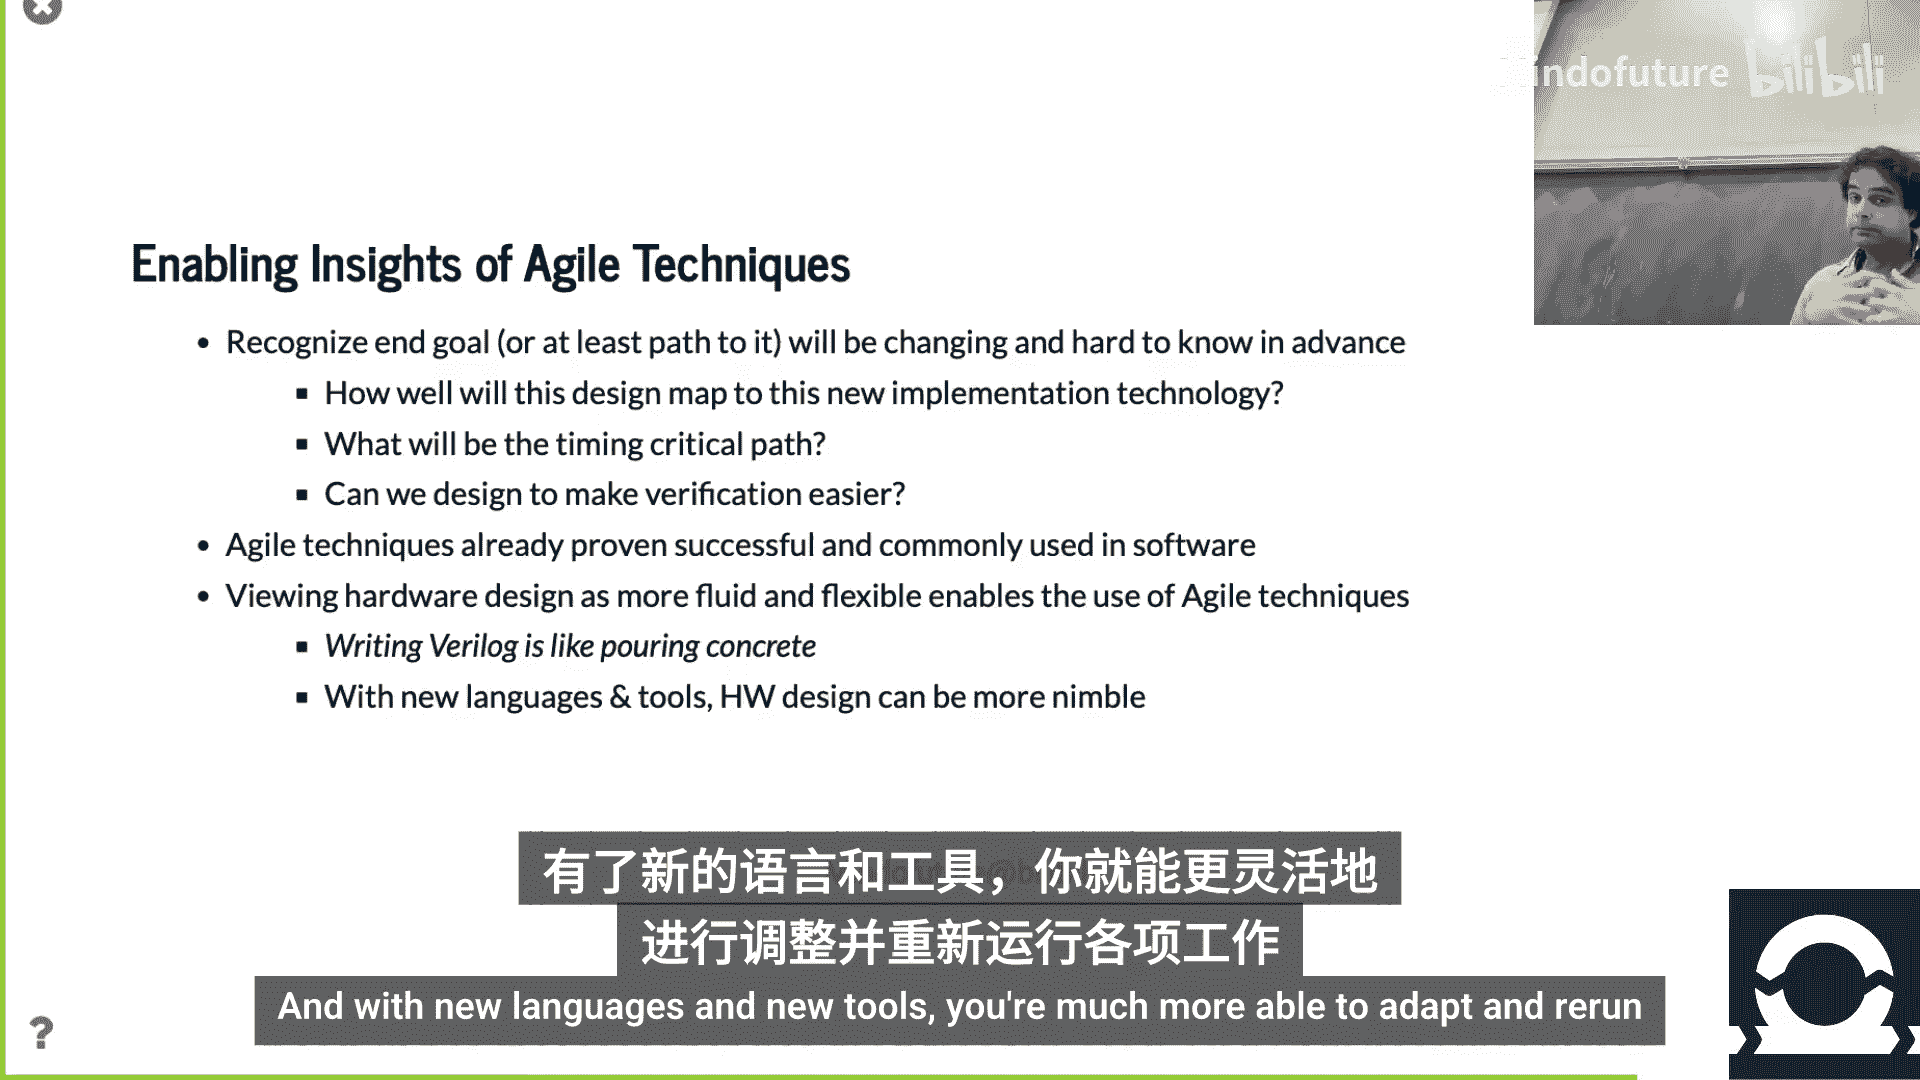 indofuture bilibili
Enabling Insights of Agile Techniques
• Recognize end goal (or at least path to it) will be changing and hard to know in advance
▪ How well will this design map to this new implementation technology?
▪ What will be the timing critical path?
▪ Can we design to make verification easier?
• Agile techniques already proven successful and commonly used in software
• Viewing hardware design as more fluid and flexible enables the use of Agile techniques
▪ Writing Verilog is like pouring concrete
▪ With new languages & tools, HW design can be more nimble
有了新的语言和工具，你就能更灵活地
进行调整并重新运行各项工作
And with new languages and new tools, you're much more able to adapt and rerun
?